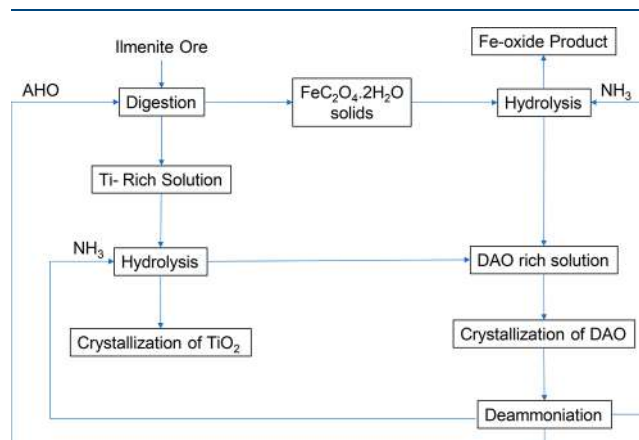 Ilmenite Ore
Fe-oxide Product
AHO
Digestion
FeC₂O₄.2H₂O
solids
Hydrolysis
NH₃
Ti- Rich Solution
NH₃
Hydrolysis
DAO rich solution
Crystallization of TiO₂
Crystallization of DAO
Deammoniation